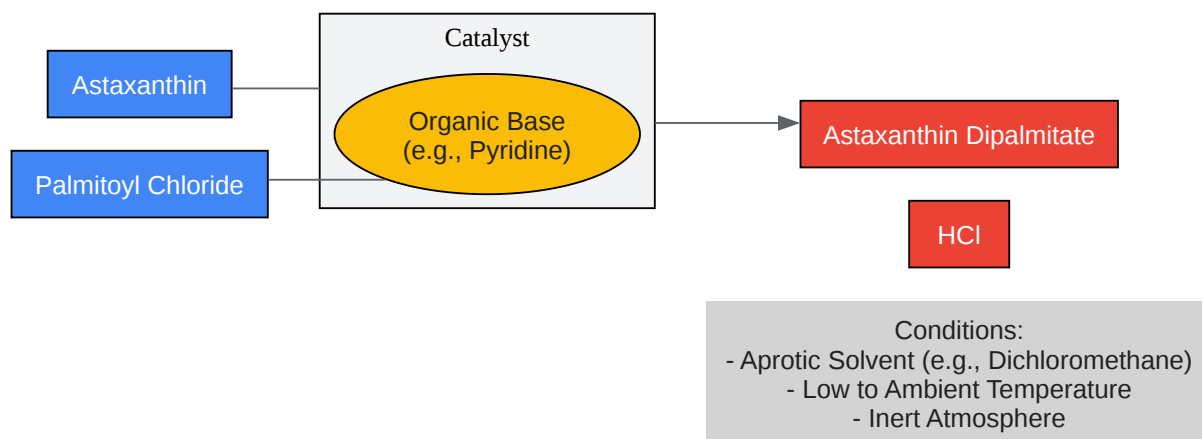 Catalyst
Astaxanthin
Organic Base
(e.g., Pyridine)
Palmitoyl Chloride
Astaxanthin Dipalmitate
HCl
Conditions:
- Aprotic Solvent (e.g., Dichloromethane)
- Low to Ambient Temperature
- Inert Atmosphere